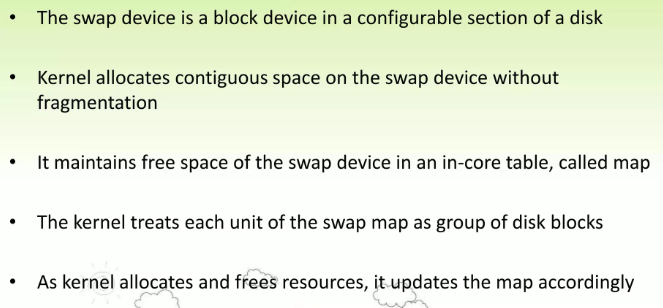 • The swap device is a block device in a configurable section of a disk
• Kernel allocates contiguous space on the swap device without
fragmentation
• It maintains free space of the swap device in an in-core table, called map
• The kernel treats each unit of the swap map as group of disk blocks
• As kernel allocates and frees resources, it updates the map accordingly